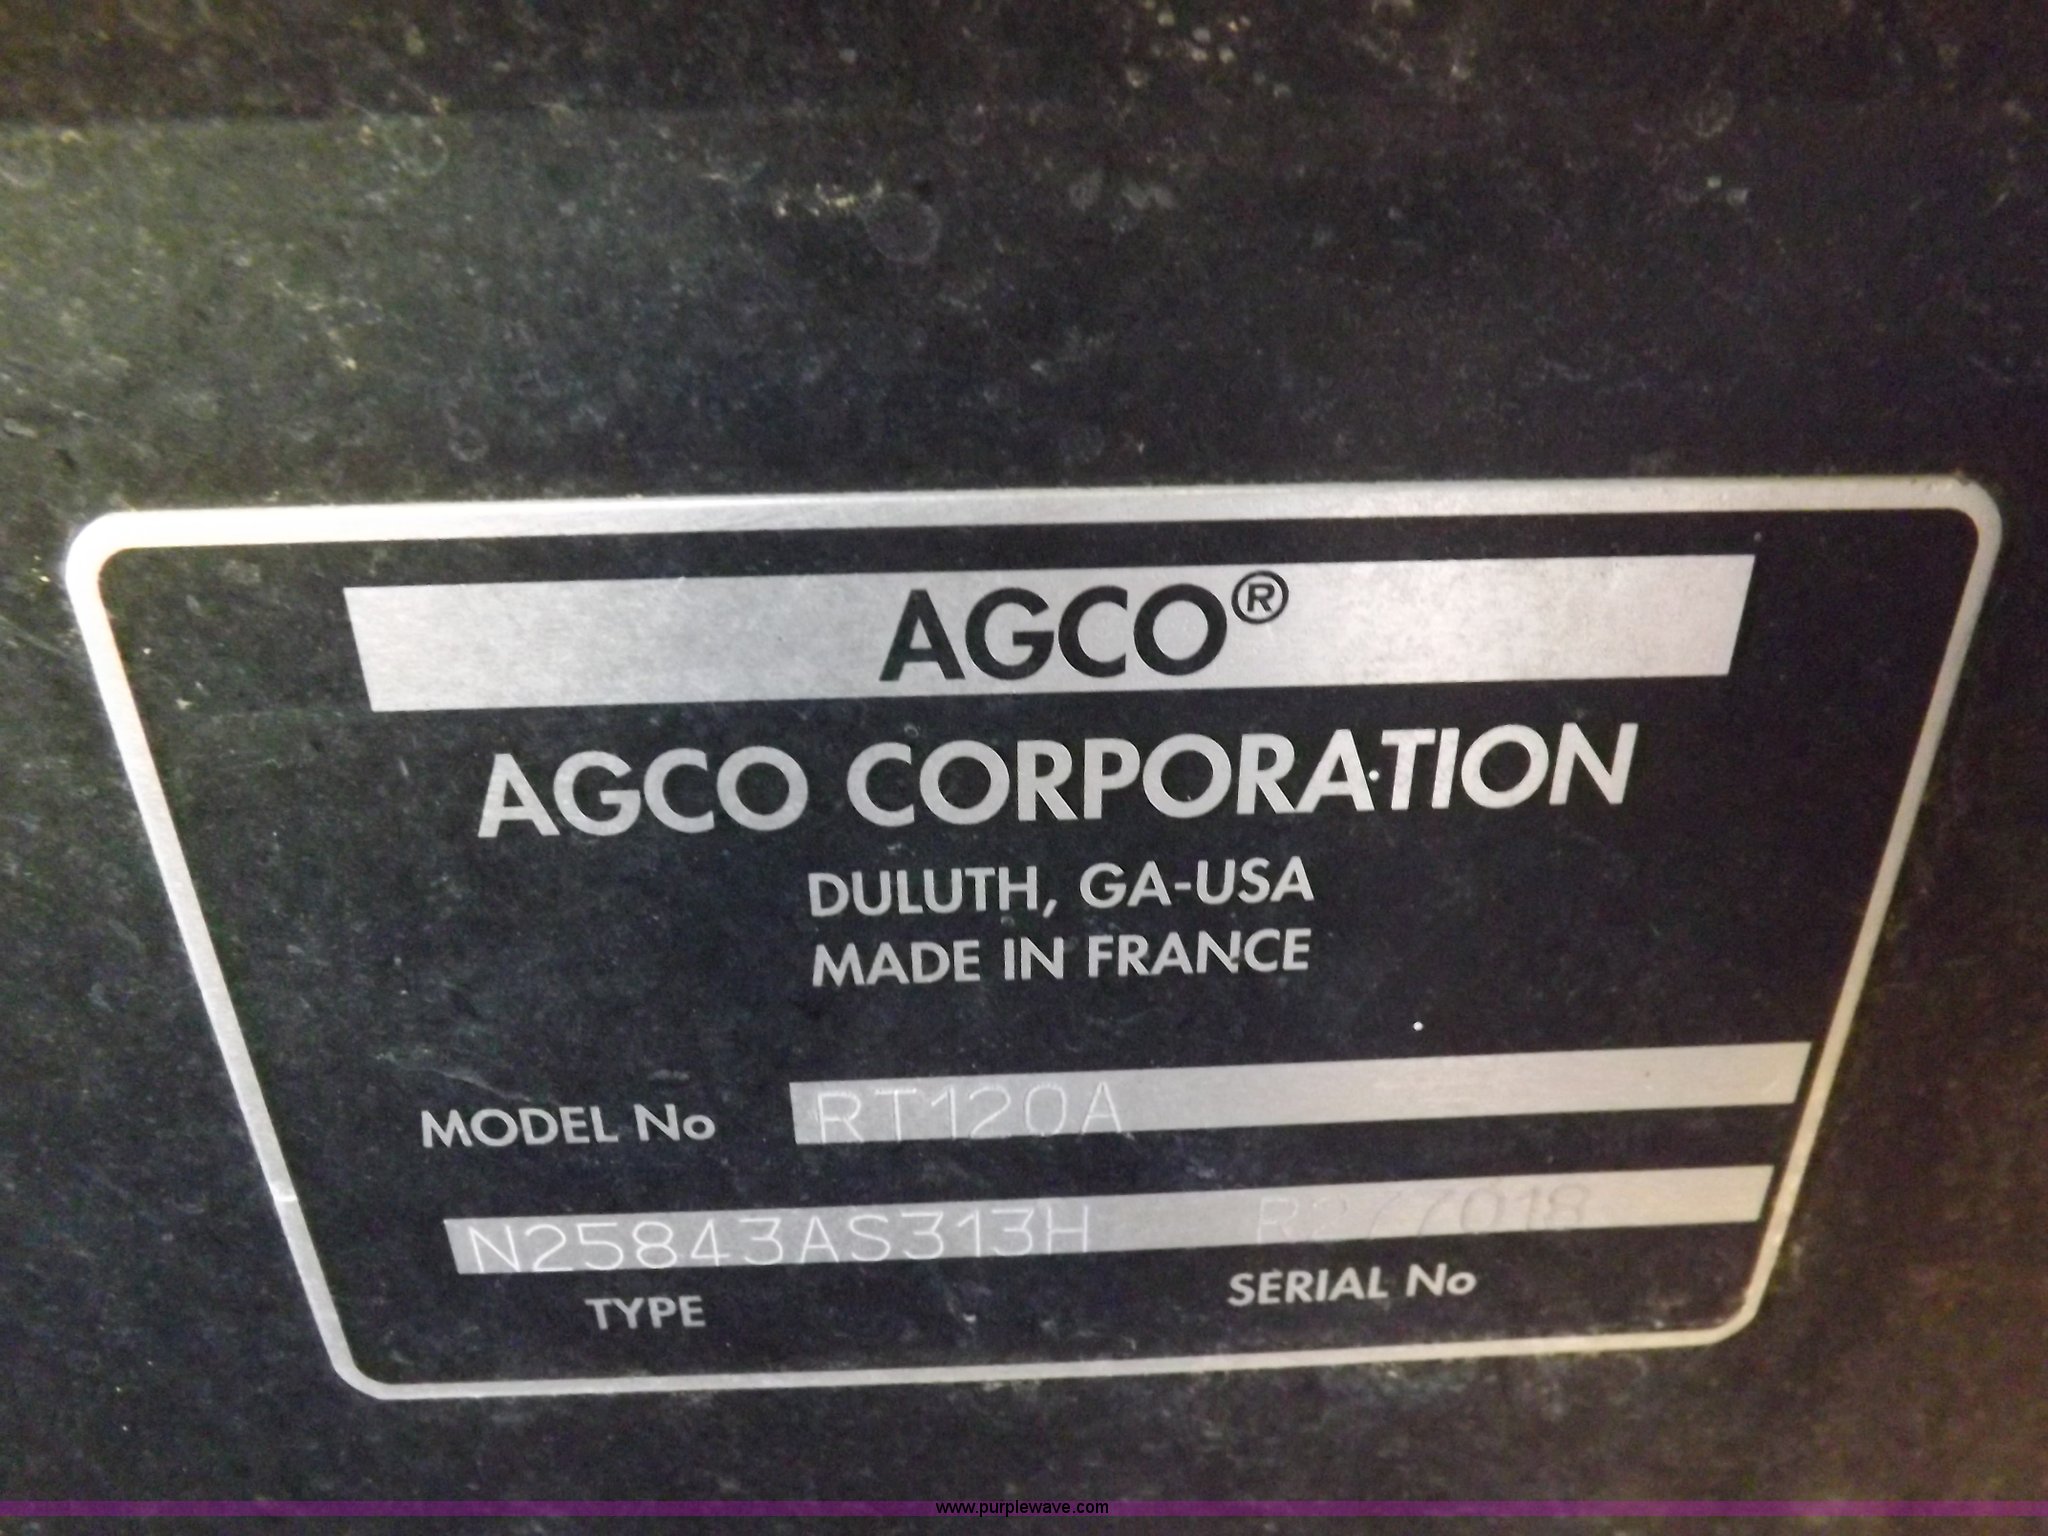 AGCO®
AGCO CORPORATION
DULUTH, GA-USA
MADE IN FRANCE
MODEL No RT120A
N25843AS313H R277018
TYPE SERIAL No
www.purplewave.com